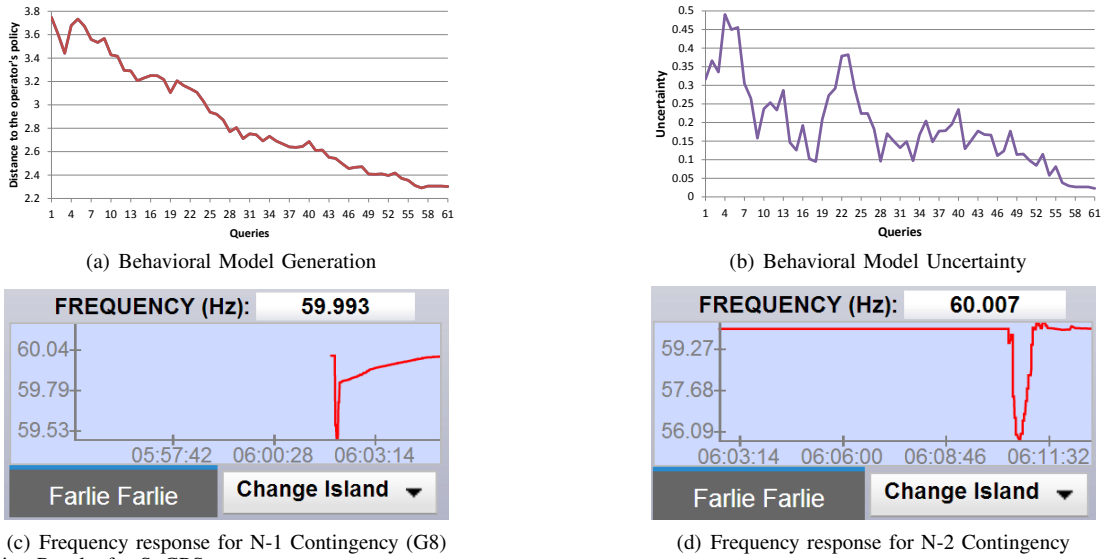 3.8
3.6
3.4
3.2
3
2.8
2.6
2.4
2.2
Distance to the operator's policy
1 4 7 10 13 16 19 22 25 28 31 34 37 40 43 46 49 52 55 58 61
Queries
(a) Behavioral Model Generation
0.5
0.45
0.4
0.35
0.3
0.25
0.2
0.15
0.1
0.05
0
Uncertainty
1 4 7 10 13 16 19 22 25 28 31 34 37 40 43 46 49 52 55 58 61
Queries
(b) Behavioral Model Uncertainty
FREQUENCY (Hz): 59.993
60.04
59.79
59.53
05:57:42 06:00:28 06:03:14
Farlie Farlie
Change Island
(c) Frequency response for N-1 Contingency (G8)
FREQUENCY (Hz): 60.007
59.27
57.68
56.09
06:03:14 06:06:00 06:08:46 06:11:32
Farlie Farlie
Change Island
(d) Frequency response for N-2 Contingency